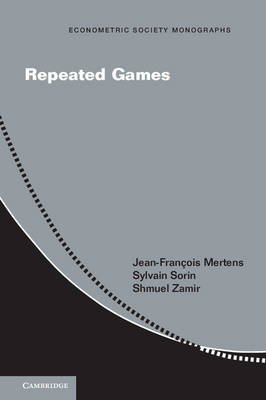 ECONOMETRIC SOCIETY MONOGRAPHS
Repeated Games
Jean-François Mertens
Sylvain Sorin
Shmuel Zamir
CAMBRIDGE